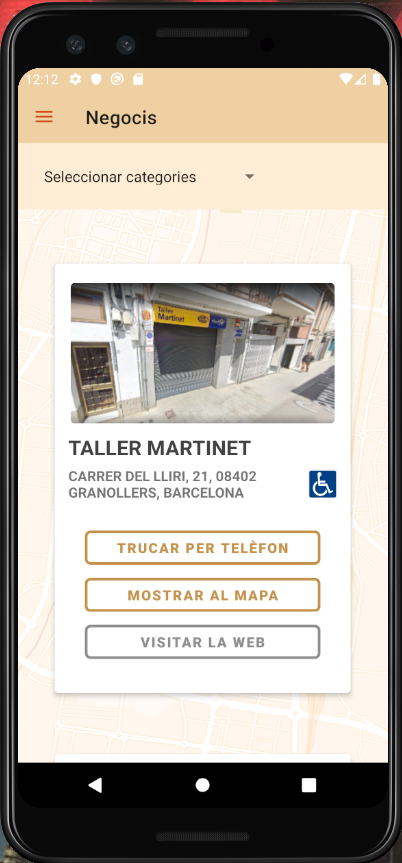 12:12
Negocis
Seleccionar categories
Taller
Martinet
TALLER MARTINET
CARRER DEL LLIRI, 21, 08402
GRANOLLERS, BARCELONA
TRUCAR PER TELÈFON
MOSTRAR AL MAPA
VISITAR LA WEB